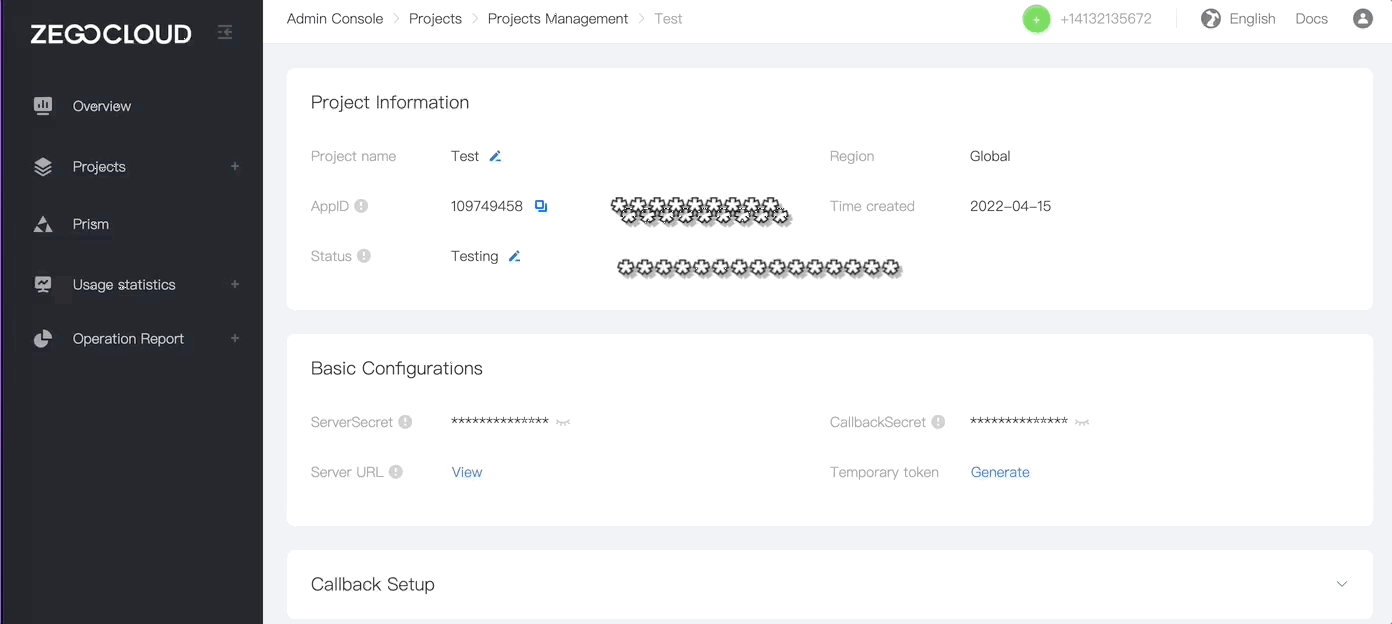 ZEGOCLOUD
Admin Console > Projects > Projects Management > Test
+ +14132135672 English Docs
Overview
Projects +
Prism
Usage statistics +
Operation Report +
Project Information
Project name Test Region Global
AppID 109749458 Time created 2022-04-15
Status Testing
Basic Configurations
ServerSecret ************** CallbackSecret **************
Server URL View Temporary token Generate
Callback Setup